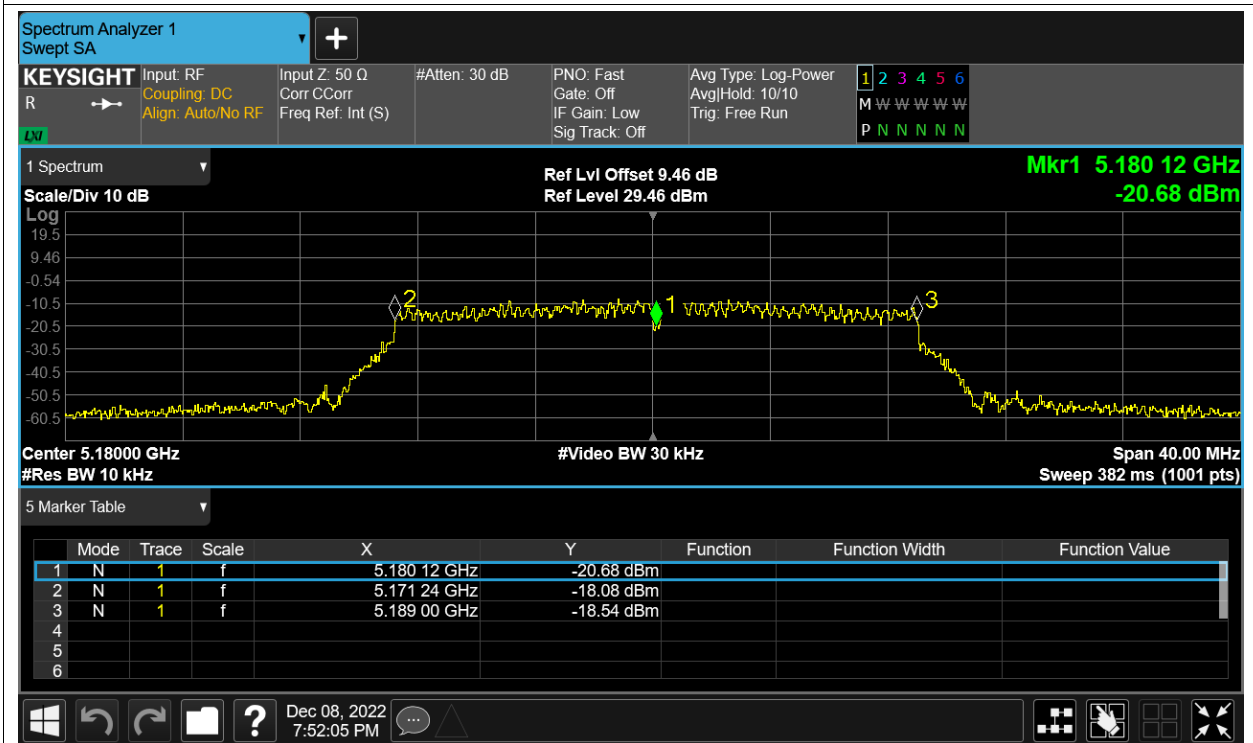 Spectrum Analyzer 1
Swept SA
KEYSIGHT
R
LXI
Input: RF
Coupling: DC
Align: Auto/No RF
Input Z: 50 Ω
Corr CCorr
Freq Ref: Int (S)
#Atten: 30 dB
PNO: Fast
Gate: Off
IF Gain: Low
Sig Track: Off
Avg Type: Log-Power
Avg|Hold: 10/10
Trig: Free Run
1 2 3 4 5 6
M W W W W W
P N N N N N
1 Spectrum
Scale/Div 10 dB
Ref Lvl Offset 9.46 dB
Ref Level 29.46 dBm
Mkr1 5.180 12 GHz
-20.68 dBm
Log
19.5
9.46
-0.54
-10.5
-20.5
-30.5
-40.5
-50.5
-60.5
2
1
3
Center 5.18000 GHz
#Video BW 30 kHz
Span 40.00 MHz
#Res BW 10 kHz
Sweep 382 ms (1001 pts)
5 Marker Table
Mode Trace Scale X Y Function Function Width Function Value
1 N 1 f 5.180 12 GHz -20.68 dBm
2 N 1 f 5.171 24 GHz -18.08 dBm
3 N 1 f 5.189 00 GHz -18.54 dBm
4
5
6
?
Dec 08, 2022
7:52:05 PM